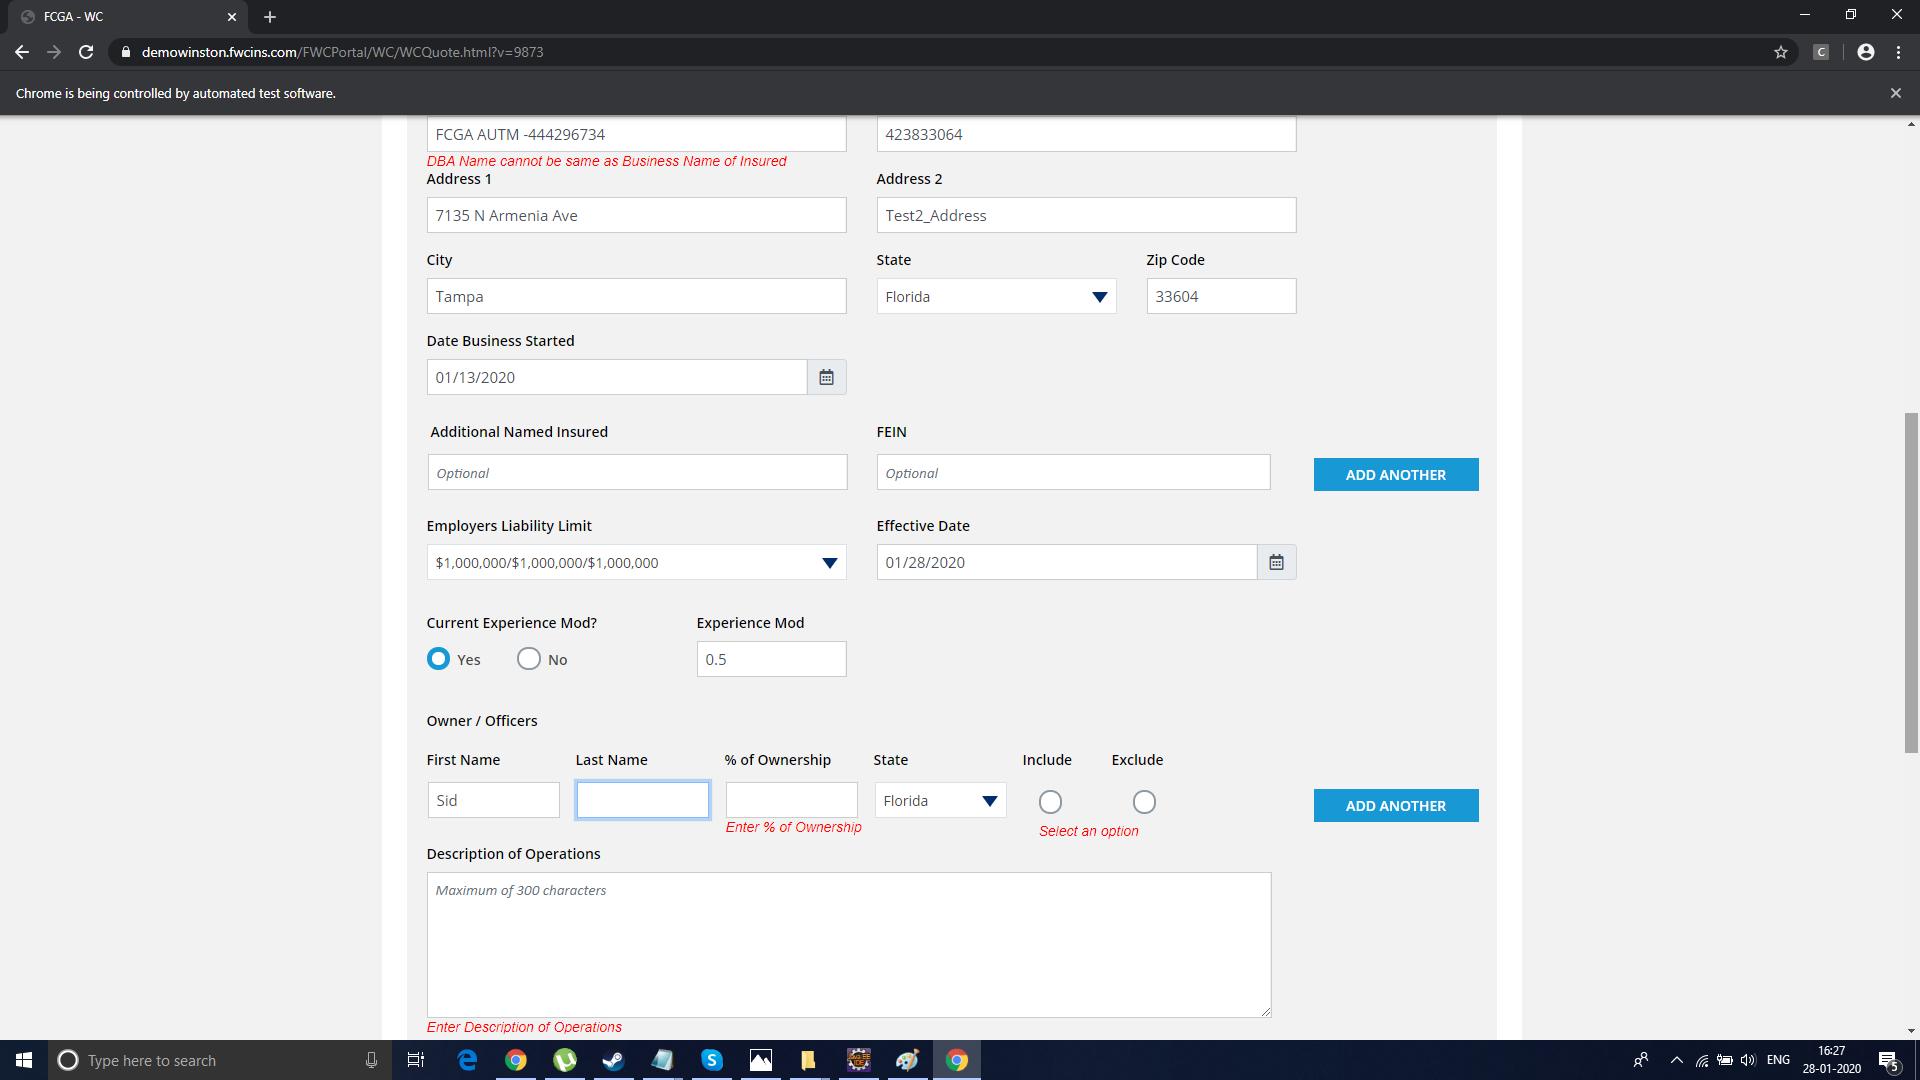 FCGA - WC
demowinston.fwcins.com/FWCPortal/WC/WCQuote.html?v=9873
C
Chrome is being controlled by automated test software.
FCGA AUTM -444296734 423833064
DBA Name cannot be same as Business Name of Insured
Address 1 Address 2
7135 N Armenia Ave Test2_Address
City State Zip Code
Tampa Florida 33604
Date Business Started
01/13/2020
Additional Named Insured FEIN
Optional Optional ADD ANOTHER
Employers Liability Limit Effective Date
$1,000,000/$1,000,000/$1,000,000 01/28/2020
Current Experience Mod? Experience Mod
Yes No 0.5
Owner / Officers
First Name Last Name % of Ownership State Include Exclude
Sid Florida ADD ANOTHER
Enter % of Ownership Select an option
Description of Operations
Maximum of 300 characters
Enter Description of Operations
Type here to search ENG 16:27
28-01-2020 5